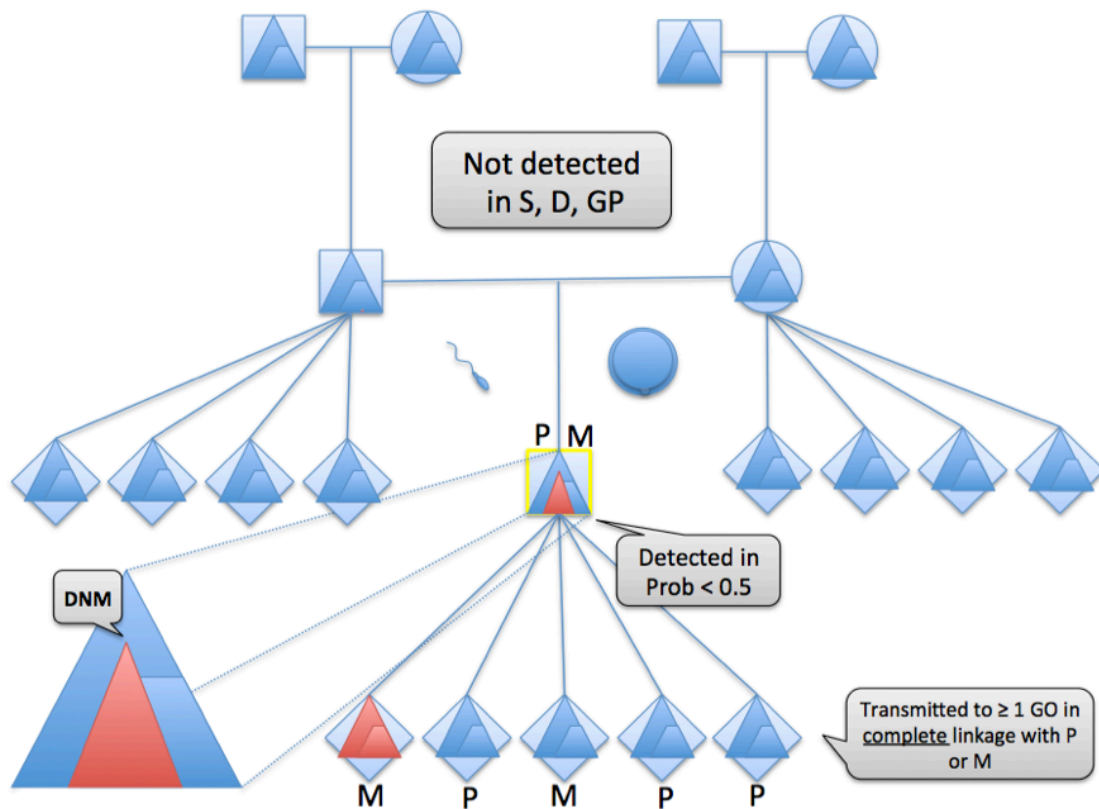 Not detected
in S, D, GP
P M
Detected in
Prob < 0.5
DNM
Transmitted to ≥ 1 GO in
complete linkage with P
or M
M P M P P